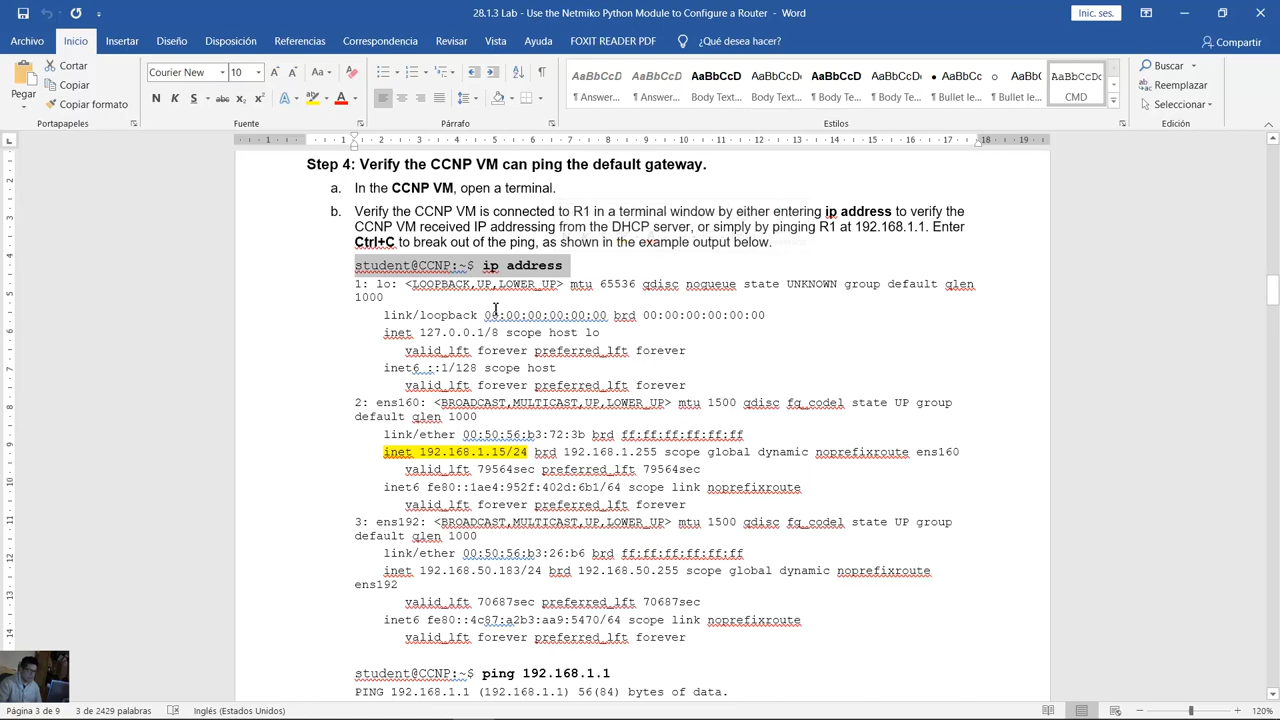 28.1.3 Lab - Use the Netmiko Python Module to Configure a Router - Word
Inic. ses.
Archivo Inicio Insertar Diseño Disposición Referencias Correspondencia Revisar Vista Ayuda FOXIT READER PDF ¿Qué desea hacer? Compartir
Pegar
Cortar
Copiar
Copiar formato
Portapapeles
Courier New 10
Fuente
Párrafo
AaBbCcD AaBbCcD AaBbCcD AaBbCcD AaBbCcD AaBbCcD AaBbC AaBbC AaBbCcDc
¶ Answer... ¶ Answer... Body Text... Body Text... ¶ Body T... ¶ Body T... ¶ Bullet le... ¶ Bullet le... CMD
Estilos
Buscar
Reemplazar
Seleccionar
Edición
Step 4: Verify the CCNP VM can ping the default gateway.
a. In the CCNP VM, open a terminal.
b. Verify the CCNP VM is connected to R1 in a terminal window by either entering ip address to verify the
CCNP VM received IP addressing from the DHCP server, or simply by pinging R1 at 192.168.1.1. Enter
Ctrl+C to break out of the ping, as shown in the example output below.
student@CCNP:~$ ip address
1: lo: <LOOPBACK,UP,LOWER_UP> mtu 65536 qdisc noqueue state UNKNOWN group default qlen
1000
link/loopback 00:00:00:00:00:00 brd 00:00:00:00:00:00
inet 127.0.0.1/8 scope host lo
valid_lft forever preferred_lft forever
inet6 ::1/128 scope host
valid_lft forever preferred_lft forever
2: ens160: <BROADCAST,MULTICAST,UP,LOWER_UP> mtu 1500 qdisc fq_codel state UP group
default qlen 1000
link/ether 00:50:56:b3:72:3b brd ff:ff:ff:ff:ff:ff
inet 192.168.1.15/24 brd 192.168.1.255 scope global dynamic noprefixroute ens160
valid_lft 79564sec preferred_lft 79564sec
inet6 fe80::1ae4:952f:402d:6b1/64 scope link noprefixroute
valid_lft forever preferred_lft forever
3: ens192: <BROADCAST,MULTICAST,UP,LOWER_UP> mtu 1500 qdisc fq_codel state UP group
default qlen 1000
link/ether 00:50:56:b3:26:b6 brd ff:ff:ff:ff:ff:ff
inet 192.168.50.183/24 brd 192.168.50.255 scope global dynamic noprefixroute
ens192
valid_lft 70687sec preferred_lft 70687sec
inet6 fe80::4c87:a2b3:aa9:5470/64 scope link noprefixroute
valid_lft forever preferred_lft forever
student@CCNP:~$ ping 192.168.1.1
PING 192.168.1.1 (192.168.1.1) 56(84) bytes of data.
Página 3 de 9 3 de 2429 palabras Inglés (Estados Unidos) 120%